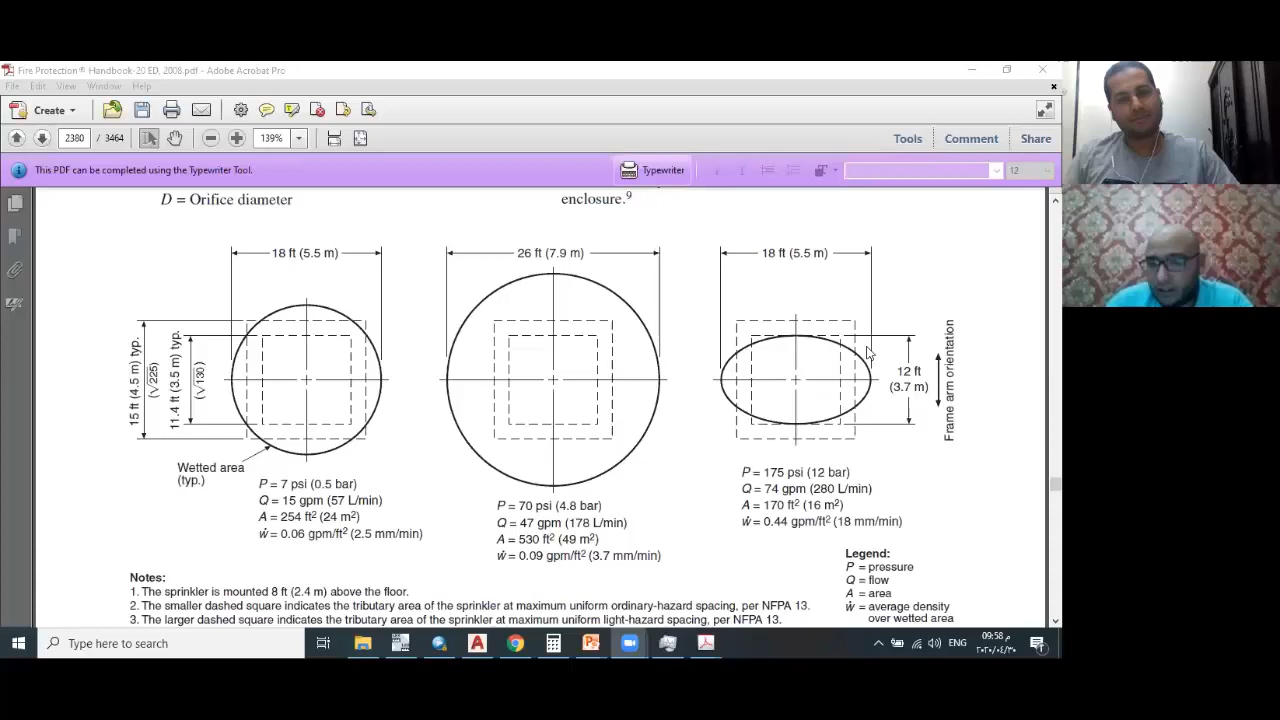 Fire Protection® Handbook-20 ED, 2008.pdf - Adobe Acrobat Pro
File Edit View Window Help
Create
2380 / 3464 139% Tools Comment Share
This PDF can be completed using the Typewriter Tool. Typewriter 12
D = Orifice diameter
enclosure.9
18 ft (5.5 m)
26 ft (7.9 m)
18 ft (5.5 m)
15 ft (4.5 m) typ.
(√225)
11.4 ft (3.5 m) typ.
(√130)
12 ft
(3.7 m)
Frame arm orientation
Wetted area
(typ.)
P = 7 psi (0.5 bar)
Q = 15 gpm (57 L/min)
A = 254 ft² (24 m²)
ẇ = 0.06 gpm/ft² (2.5 mm/min)
P = 70 psi (4.8 bar)
Q = 47 gpm (178 L/min)
A = 530 ft² (49 m²)
ẇ = 0.09 gpm/ft² (3.7 mm/min)
P = 175 psi (12 bar)
Q = 74 gpm (280 L/min)
A = 170 ft² (16 m²)
ẇ = 0.44 gpm/ft² (18 mm/min)
Legend:
P = pressure
Q = flow
A = area
ẇ = average density
over wetted area
Notes:
1. The sprinkler is mounted 8 ft (2.4 m) above the floor.
2. The smaller dashed square indicates the tributary area of the sprinkler at maximum uniform ordinary-hazard spacing, per NFPA 13.
3. The larger dashed square indicates the tributary area of the sprinkler at maximum uniform light-hazard spacing, per NFPA 13.
Type here to search
ENG
09:58 م
٢٠٢٠/٠٤/٣٠